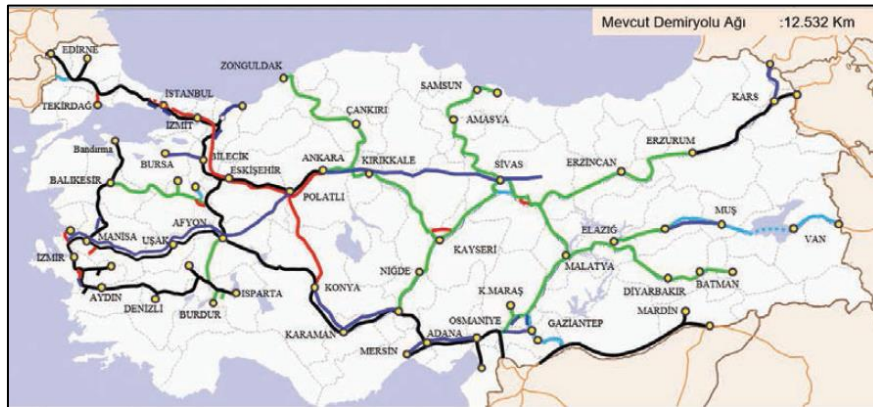 Mevcut Demiryolu Ağı :12.532 Km
EDİRNE
ZONGULDAK
SAMSUN
TEKİRDAĞ
İSTANBUL
KARS
İZMİT
ÇANKIRI
AMASYA
Bandırma
BİLECİK
ERZURUM
BURSA
ESKİŞEHİR
ANKARA
KIRIKKALE
SİVAS
ERZİNCAN
BALIKESİR
POLATLI
AFYON
MUŞ
ELAZIĞ
MANİSA
UŞAK
KAYSERİ
VAN
İZMİR
MALATYA
NİĞDE
KONYA
K.MARAŞ
BATMAN
AYDIN
ISPARTA
DİYARBAKIR
DENİZLİ
BURDUR
OSMANİYE
MARDİN
KARAMAN
ADANA
GAZİANTEP
MERSİN